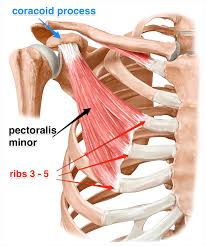 coracoid process
pectoralis
minor
ribs 3 - 5